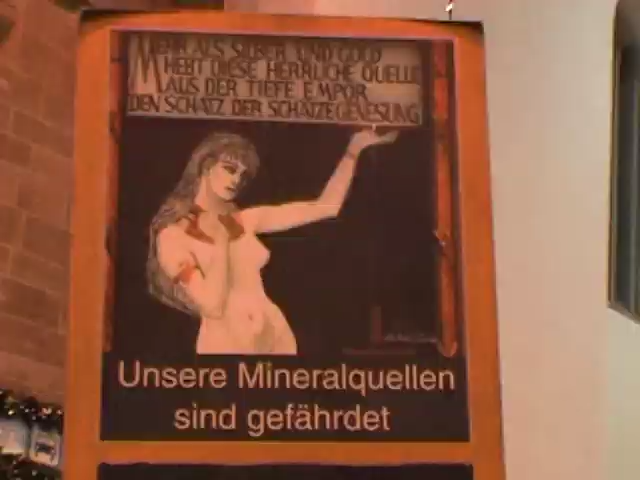 MEHR ALS SILBER UND GOLD
HEBT DIESE HERRLICHE QUELLE
AUS DER TIEFE EMPOR
DEN SCHATZ DER SCHÄTZE GENESUNG
Unsere Mineralquellen
sind gefährdet